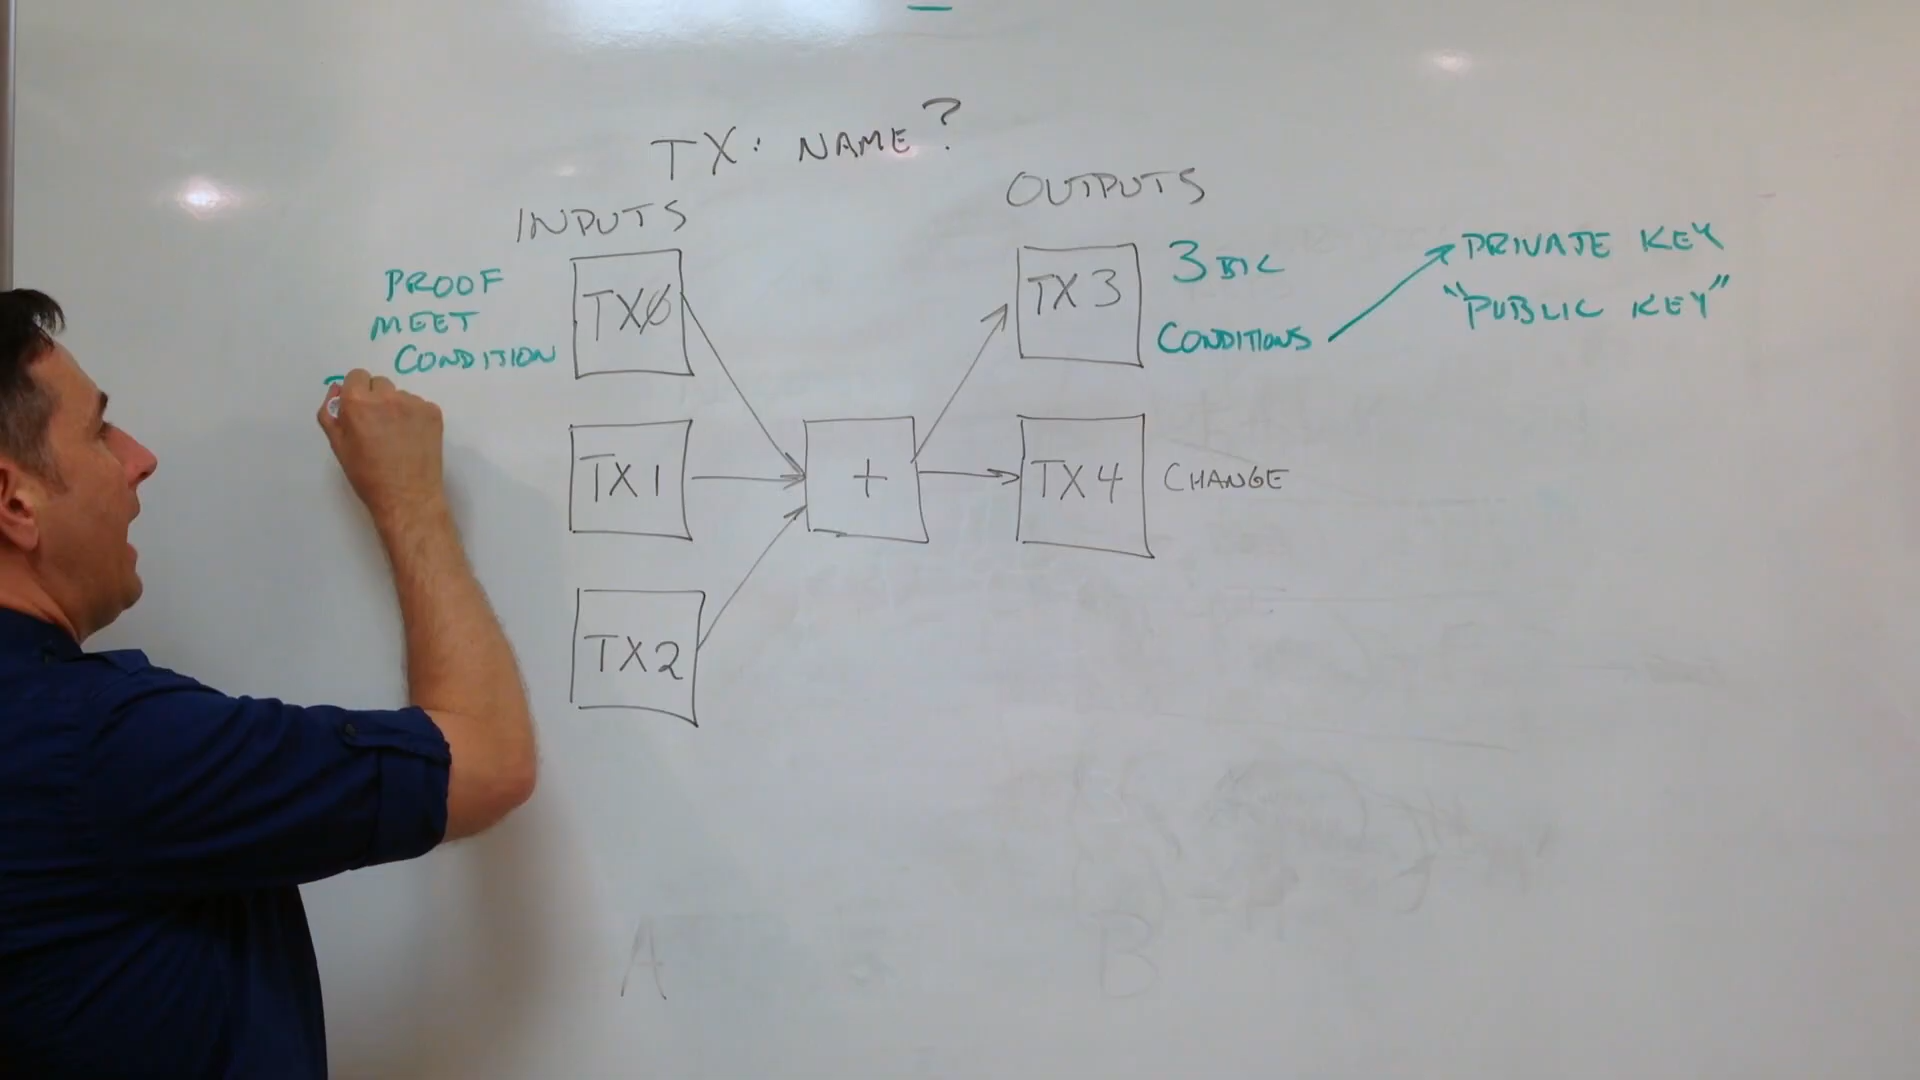 TX: NAME?
INPUTS
OUTPUTS
PROOF
MEET
CONDITION
TXØ
TX1
TX2
+
TX3
3 BTC
CONDITIONS
PRIVATE KEY
"PUBLIC KEY"
TX4
CHANGE
A
B